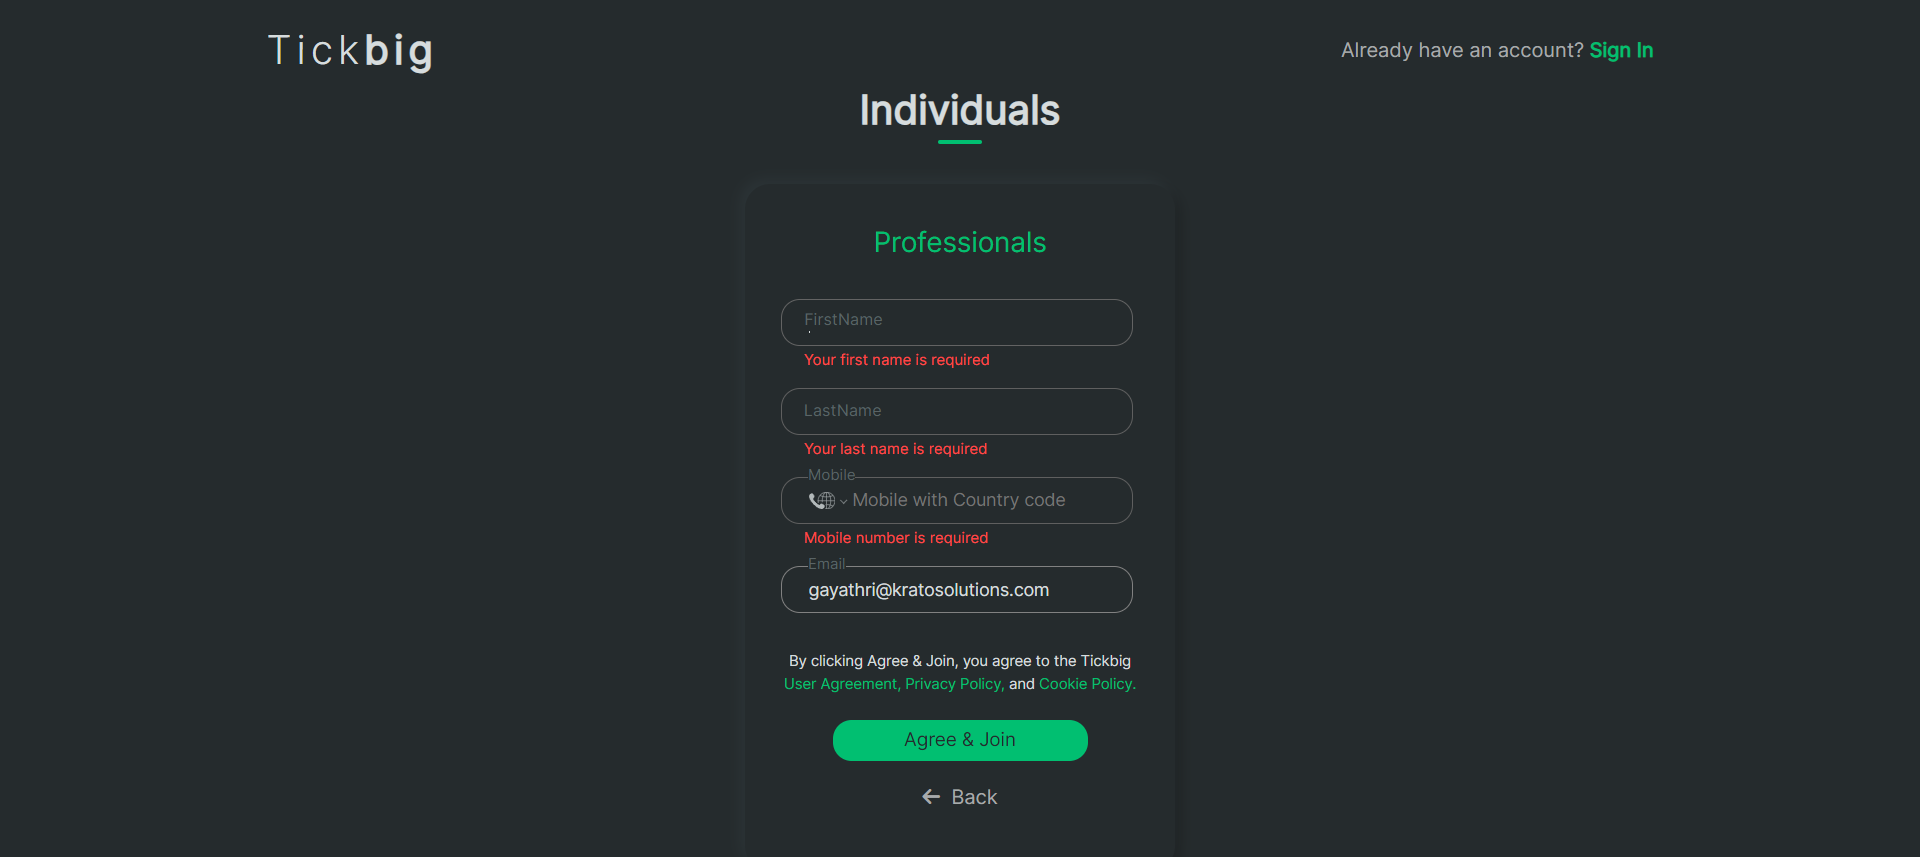 Tickbig
Already have an account? Sign In
Individuals
Professionals
FirstName
Your first name is required
LastName
Your last name is required
Mobile
Mobile with Country code
Mobile number is required
Email
gayathri@kratosolutions.com
By clicking Agree & Join, you agree to the Tickbig
User Agreement, Privacy Policy, and Cookie Policy.
Agree & Join
Back